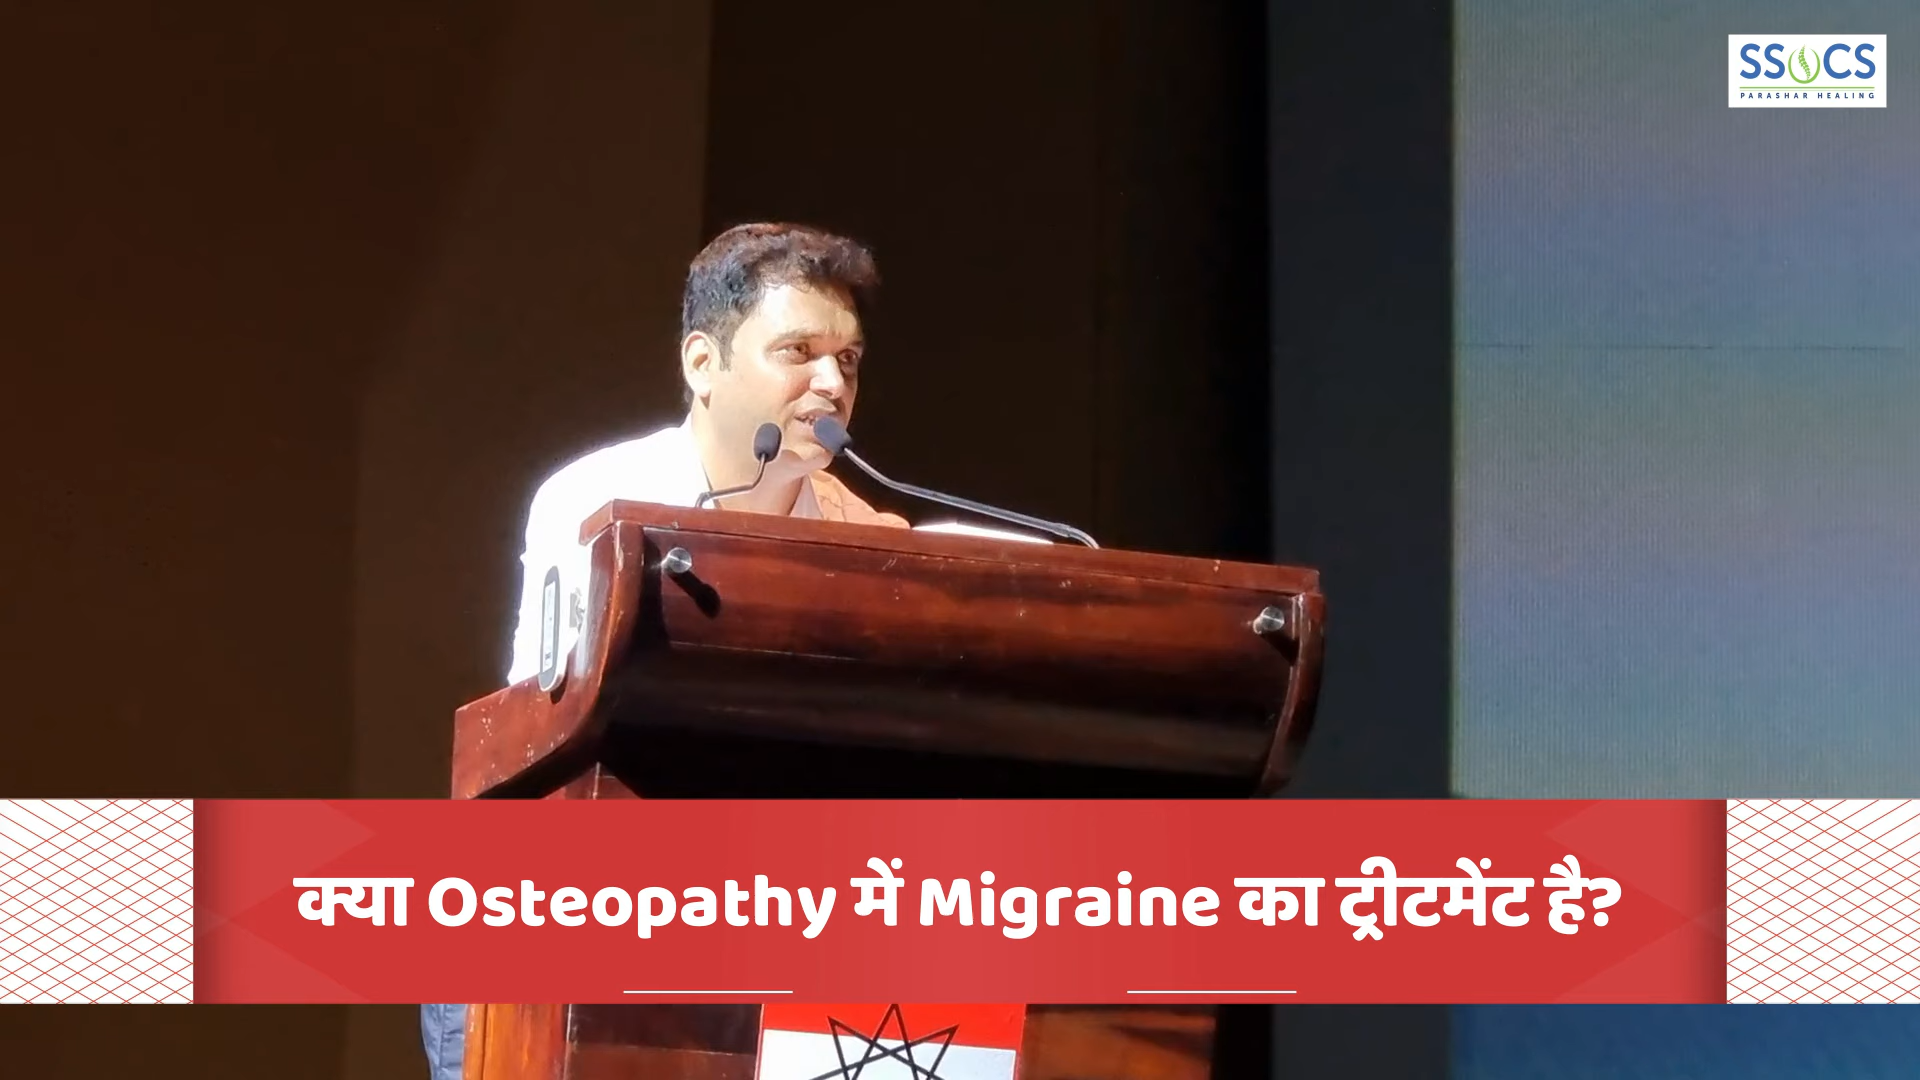 SSOCS
PARASHAR HEALING
क्या Osteopathy में Migraine का ट्रीटमेंट है?